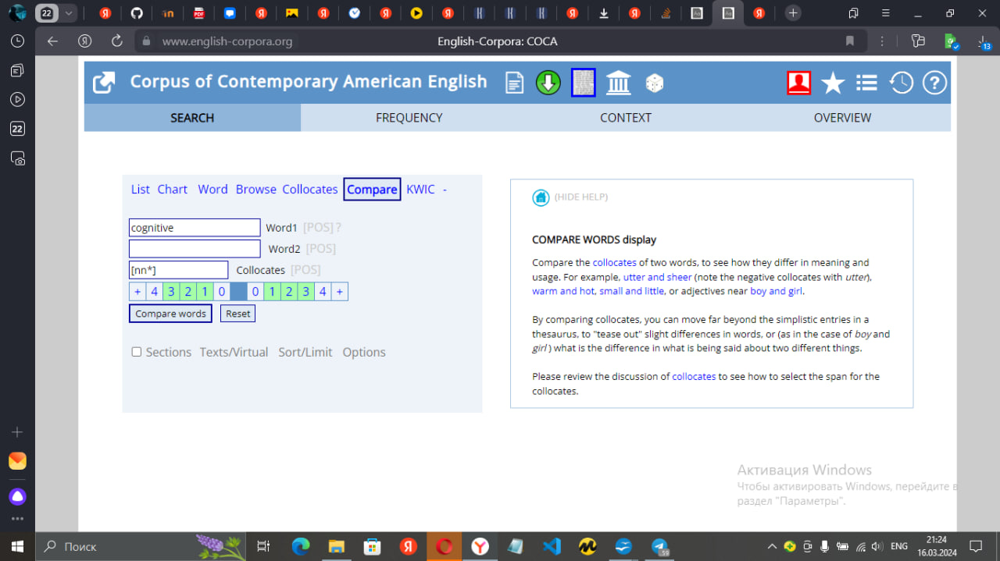 22
www.english-corpora.org
English-Corpora: COCA
13
Corpus of Contemporary American English
SEARCH
FREQUENCY
CONTEXT
OVERVIEW
22
List Chart Word Browse Collocates Compare KWIC -
cognitive Word1 [POS] ?
Word2 [POS]
[nn*] Collocates [POS]
+ 4 3 2 1 0 0 1 2 3 4 +
Compare words Reset
Sections Texts/Virtual Sort/Limit Options
(HIDE HELP)
COMPARE WORDS display
Compare the collocates of two words, to see how they differ in meaning and
usage. For example, utter and sheer (note the negative collocates with utter),
warm and hot, small and little, or adjectives near boy and girl.
By comparing collocates, you can move far beyond the simplistic entries in a
thesaurus, to "tease out" slight differences in words, or (as in the case of boy and
girl ) what is the difference in what is being said about two different things.
Please review the discussion of collocates to see how to select the span for the
collocates.
Активация Windows
Чтобы активировать Windows, перейдите в
раздел "Параметры".
Поиск
59
ENG
21:24
16.03.2024